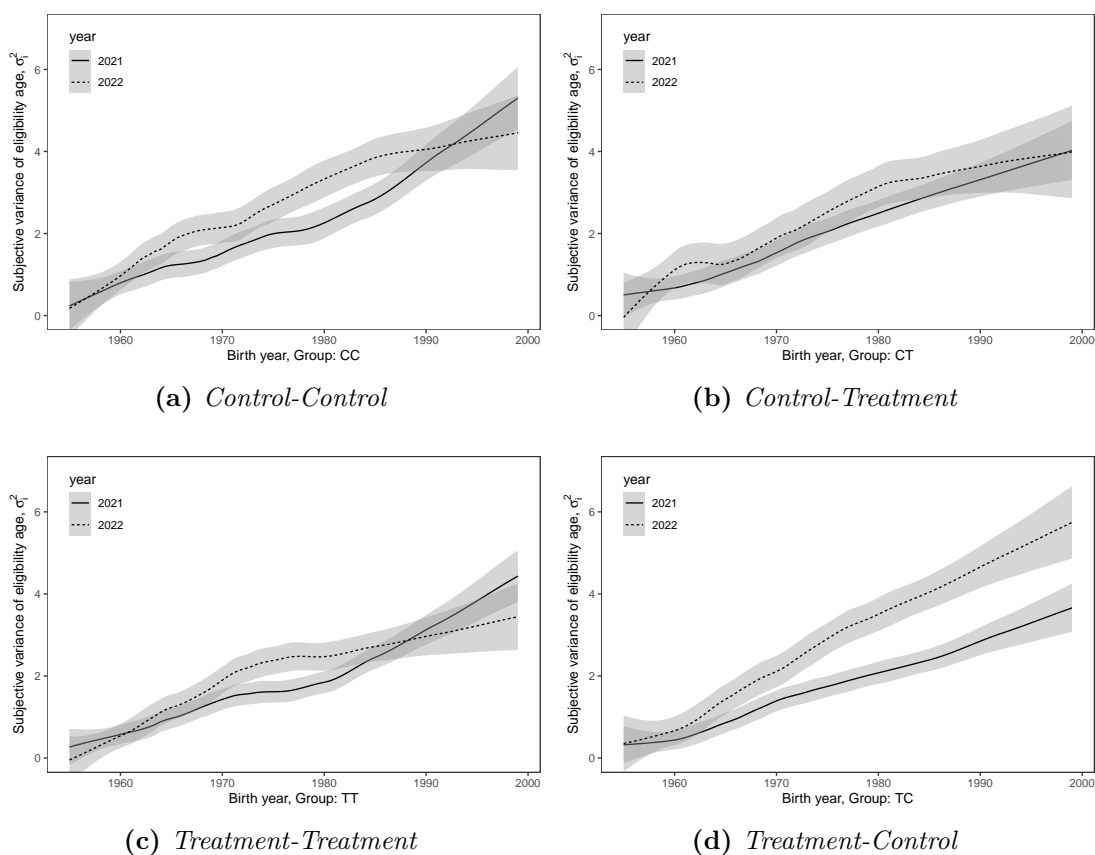 Subjective variance of eligibility age, σ²ᵢ
year
2021
2022
6
4
2
0
1960 1970 1980 1990 2000
Birth year, Group: CC
(a) Control-Control
Subjective variance of eligibility age, σ²ᵢ
year
2021
2022
6
4
2
0
1960 1970 1980 1990 2000
Birth year, Group: CT
(b) Control-Treatment
Subjective variance of eligibility age, σ²ᵢ
year
2021
2022
6
4
2
0
1960 1970 1980 1990 2000
Birth year, Group: TT
(c) Treatment-Treatment
Subjective variance of eligibility age, σ²ᵢ
year
2021
2022
6
4
2
0
1960 1970 1980 1990 2000
Birth year, Group: TC
(d) Treatment-Control